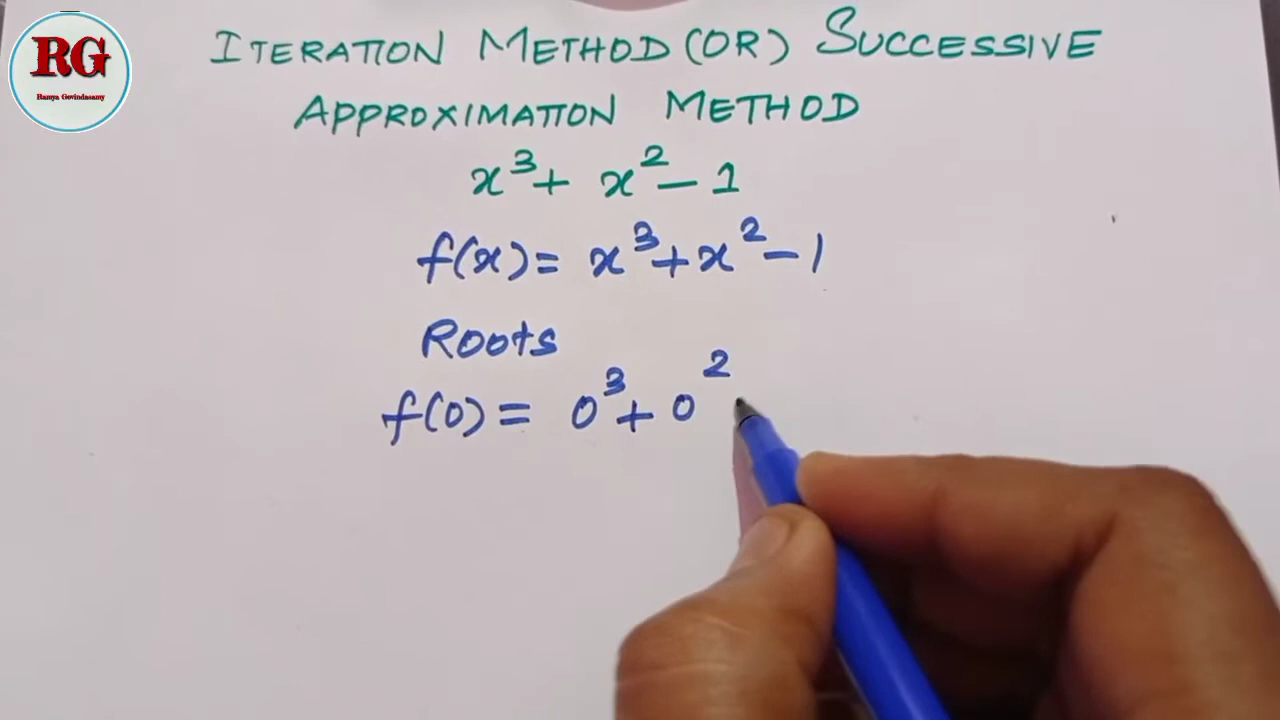 RG
Ramya Govindasamy
ITERATION METHOD (OR) SUCCESSIVE
APPROXIMATION METHOD
x³ + x² - 1
f(x) = x³ + x² - 1
Roots
f(0) = 0³ + 0²